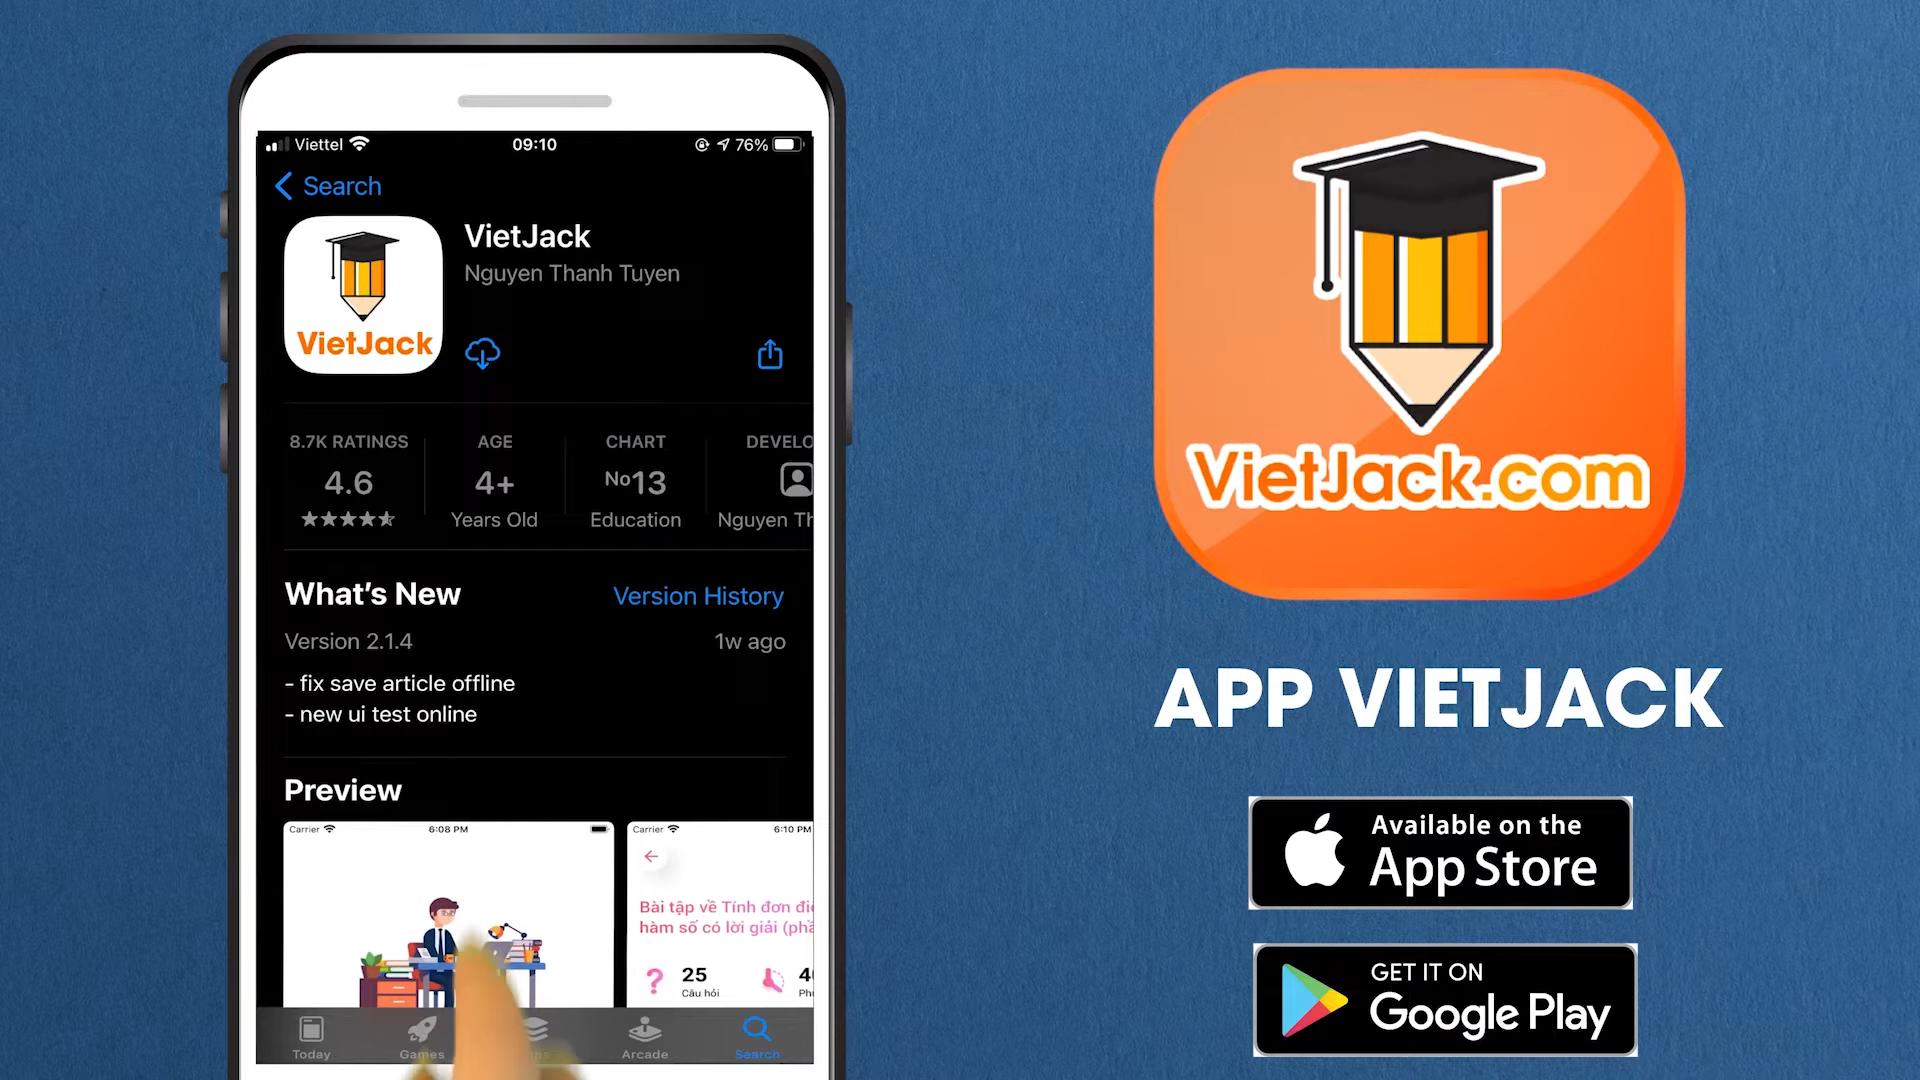 Viettel
09:10
76%
Search
VietJack
VietJack
Nguyen Thanh Tuyen
8.7K RATINGS
4.6
AGE
4+
Years Old
CHART
No13
Education
DEVELO
Nguyen Th
What's New
Version History
Version 2.1.4
1w ago
- fix save article offline
- new ui test online
Preview
Carrier
6:08 PM
Carrier
6:10 PM
Bài tập về Tính đơn
hàm số có lời giải
25
Câu hỏi
Today
Games
Arcade
Search
VietJack.com
APP VIETJACK
Available on the
App Store
GET IT ON
Google Play